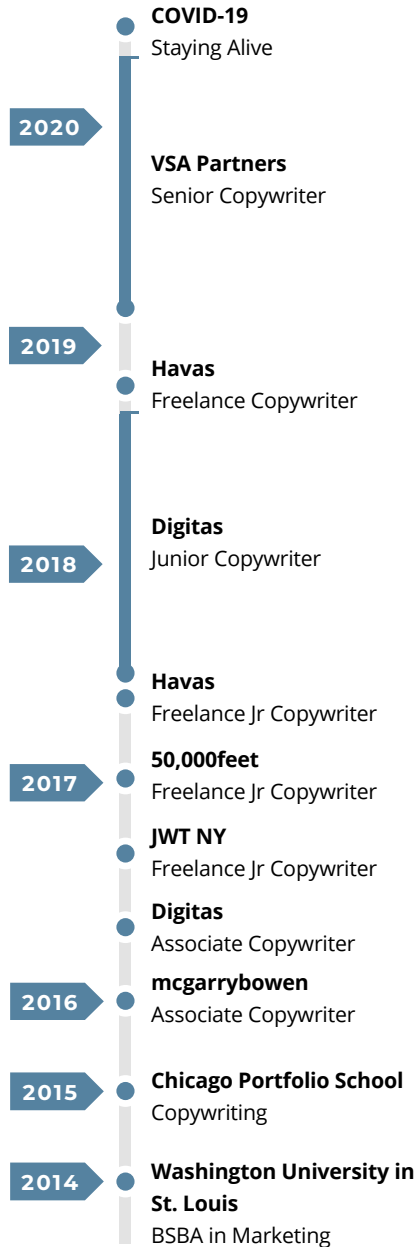 COVID-19
Staying Alive
2020
VSA Partners
Senior Copywriter
2019
Havas
Freelance Copywriter
Digitas
Junior Copywriter
2018
Havas
Freelance Jr Copywriter
50,000feet
2017
Freelance Jr Copywriter
JWT NY
Freelance Jr Copywriter
Digitas
Associate Copywriter
mcgarrybowen
2016
Associate Copywriter
2015
Chicago Portfolio School
Copywriting
2014
Washington University in
St. Louis
BSBA in Marketing